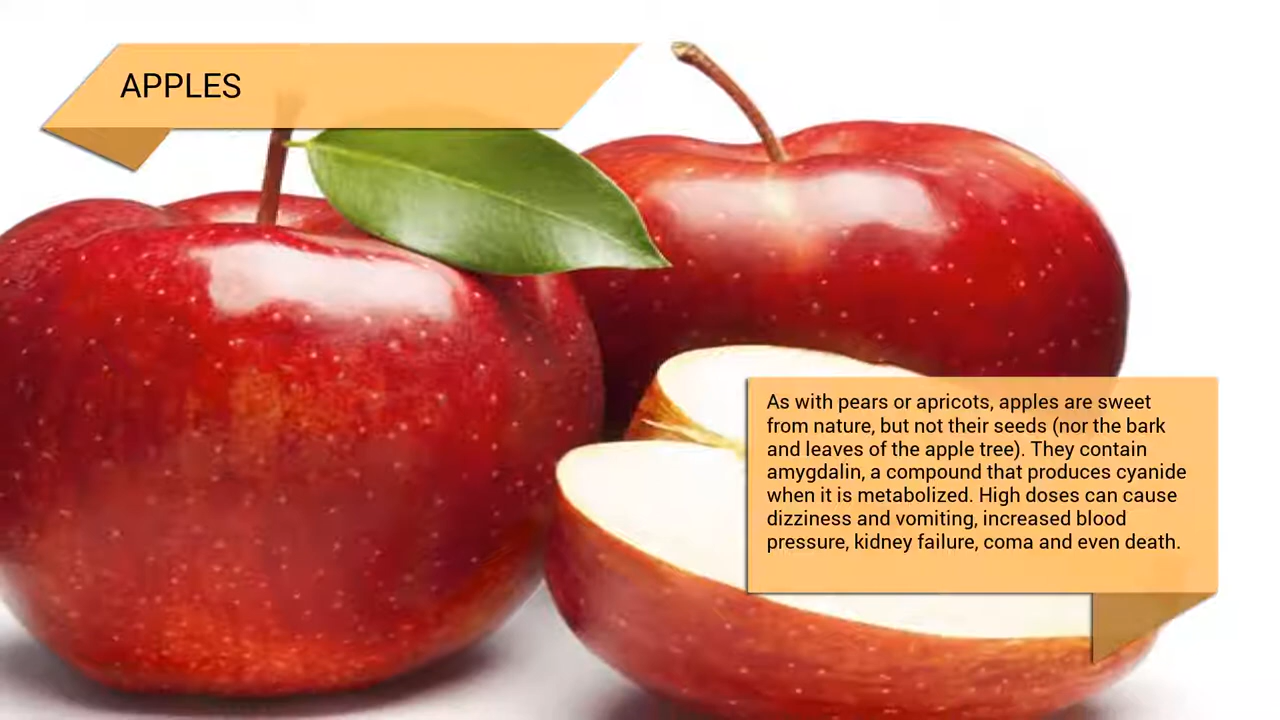 APPLES
As with pears or apricots, apples are sweet
from nature, but not their seeds (nor the bark
and leaves of the apple tree). They contain
amygdalin, a compound that produces cyanide
when it is metabolized. High doses can cause
dizziness and vomiting, increased blood
pressure, kidney failure, coma and even death.